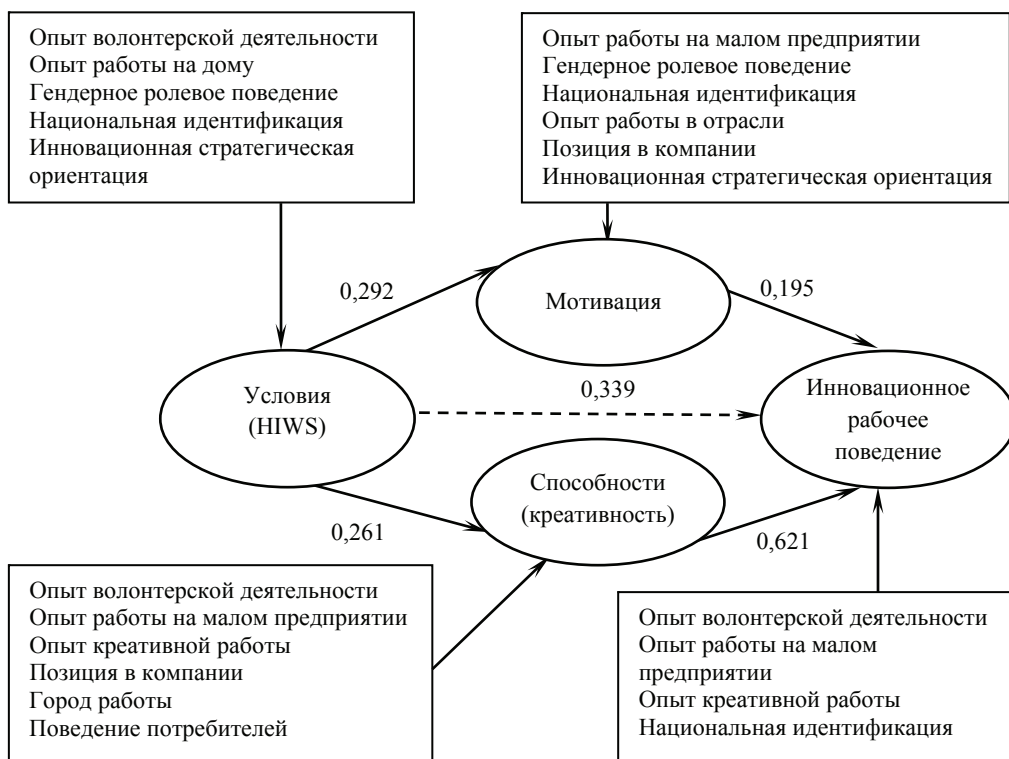 Опыт волонтерской деятельности
Опыт работы на дому
Гендерное ролевое поведение
Национальная идентификация
Инновационная стратегическая
ориентация
Опыт работы на малом предприятии
Гендерное ролевое поведение
Национальная идентификация
Опыт работы в отрасли
Позиция в компании
Инновационная стратегическая ориентация
0,292
Мотивация
0,195
Условия
(HIWS)
0,339
Инновационное
рабочее
поведение
Способности
(креативность)
0,261
0,621
Опыт волонтерской деятельности
Опыт работы на малом предприятии
Опыт креативной работы
Позиция в компании
Город работы
Поведение потребителей
Опыт волонтерской деятельности
Опыт работы на малом
предприятии
Опыт креативной работы
Национальная идентификация